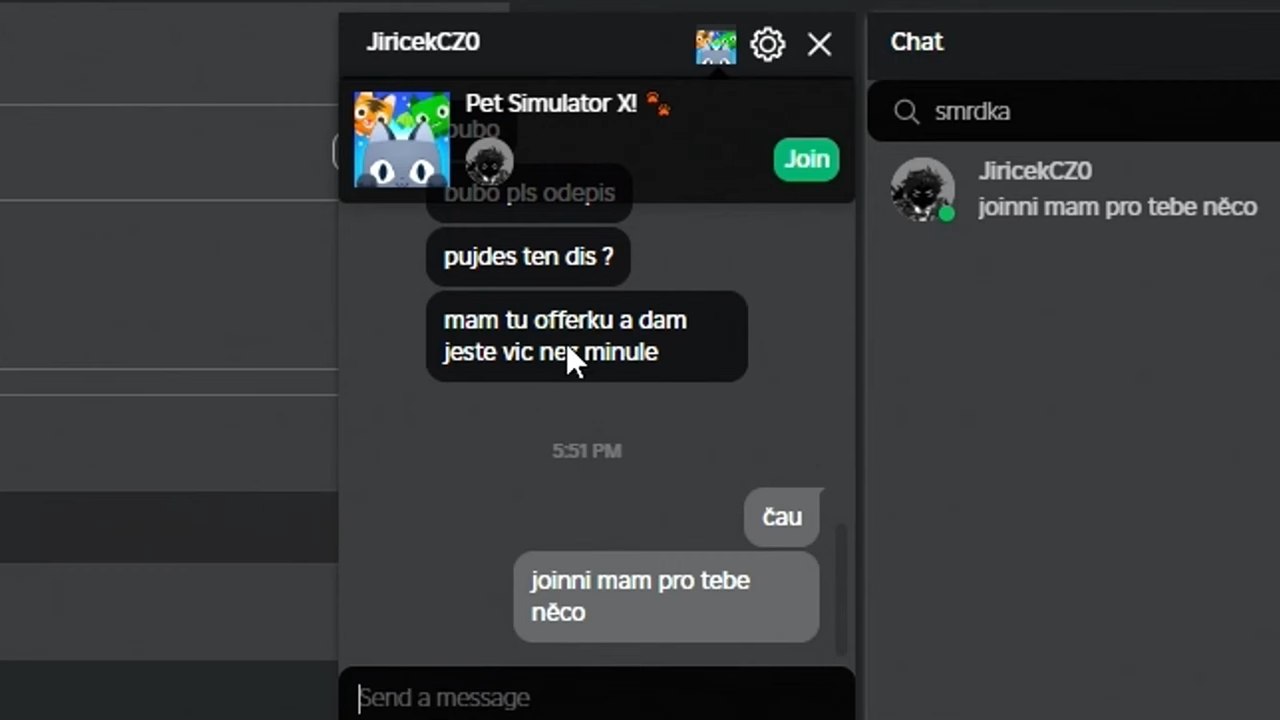 JiricekCZ0
Pet Simulator X! 🐾
bubo
Join
bubo pls odepis
pujdes ten dis ?
mam tu offerku a dam
jeste vic nez minule
5:51 PM
čau
joinni mam pro tebe
něco
Send a message
Chat
smrdka
JiricekCZ0
joinni mam pro tebe něco